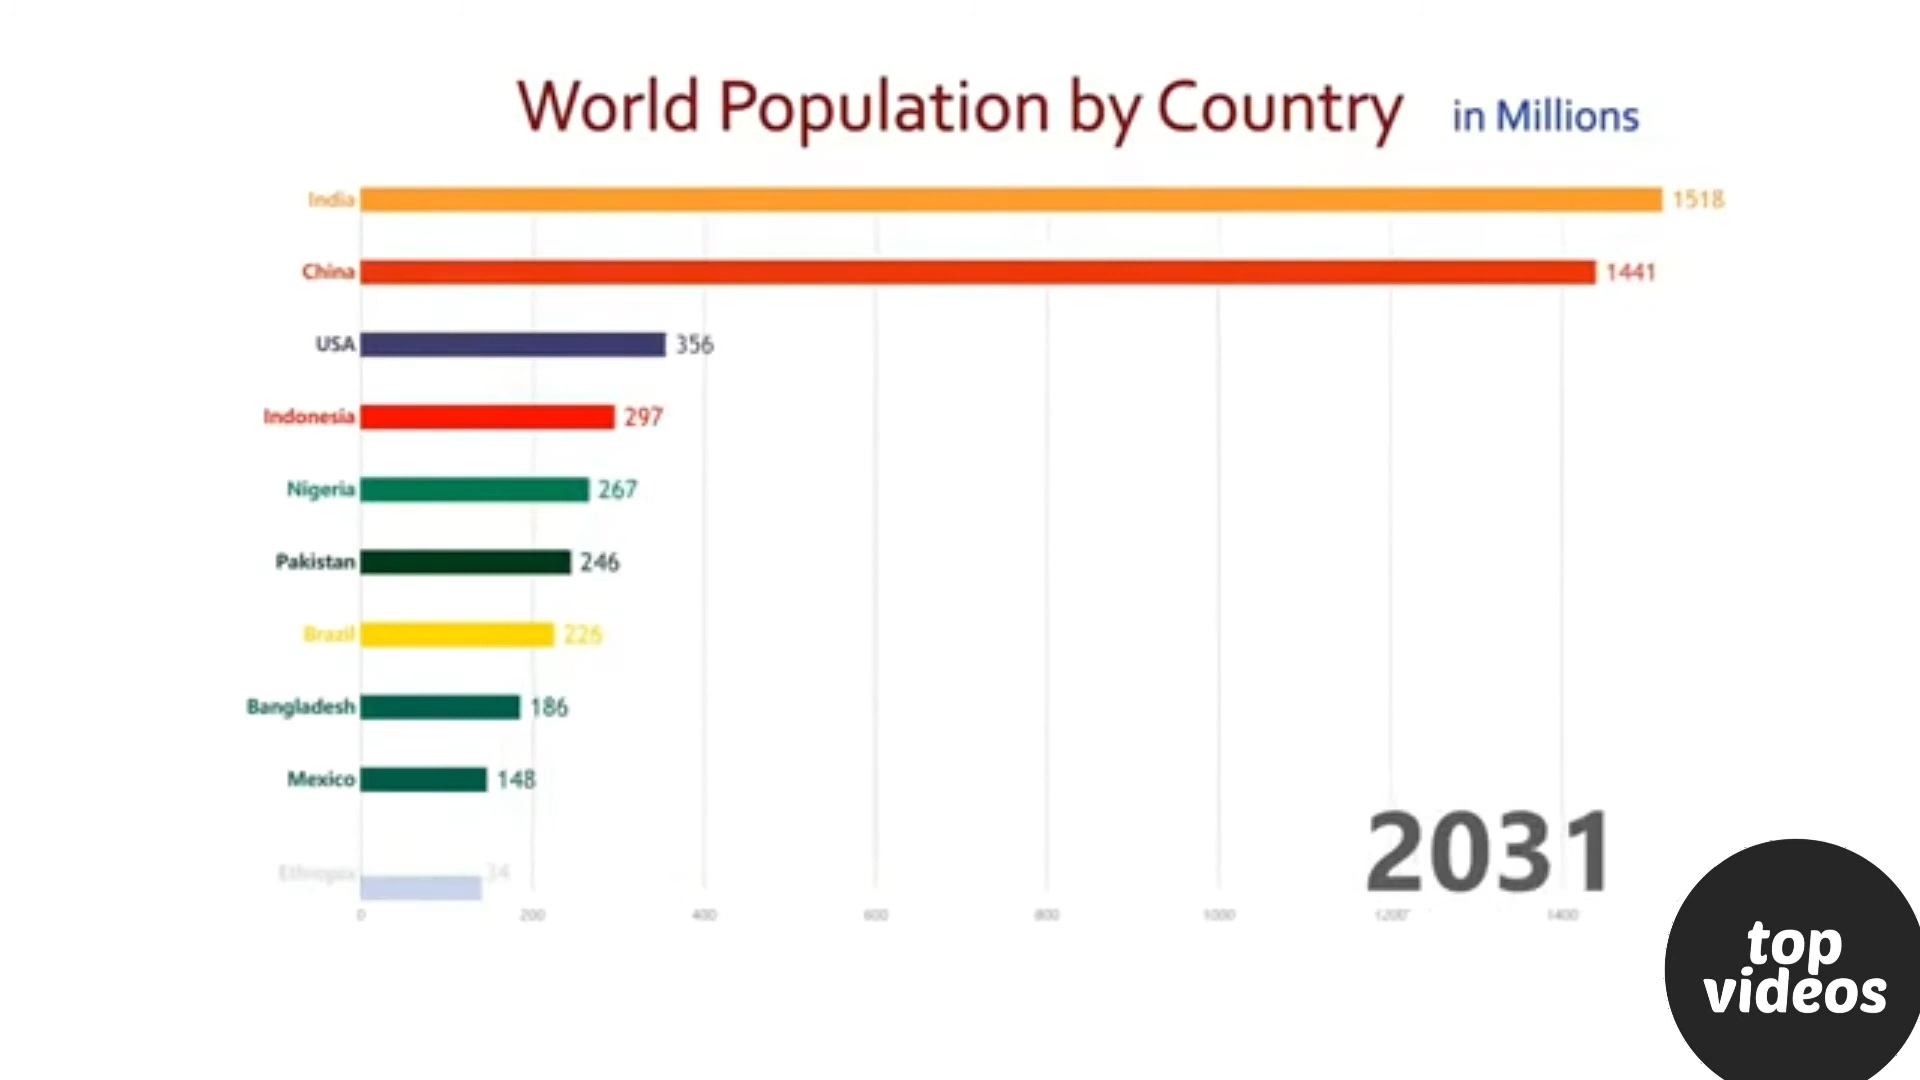 World Population by Country in Millions
India 1518
China 1441
USA 356
Indonesia 297
Nigeria 267
Pakistan 246
Brazil 226
Bangladesh 186
Mexico 148
Ethiopia
0 200 400 600 800 1000 1200 1400
2031
top
videos